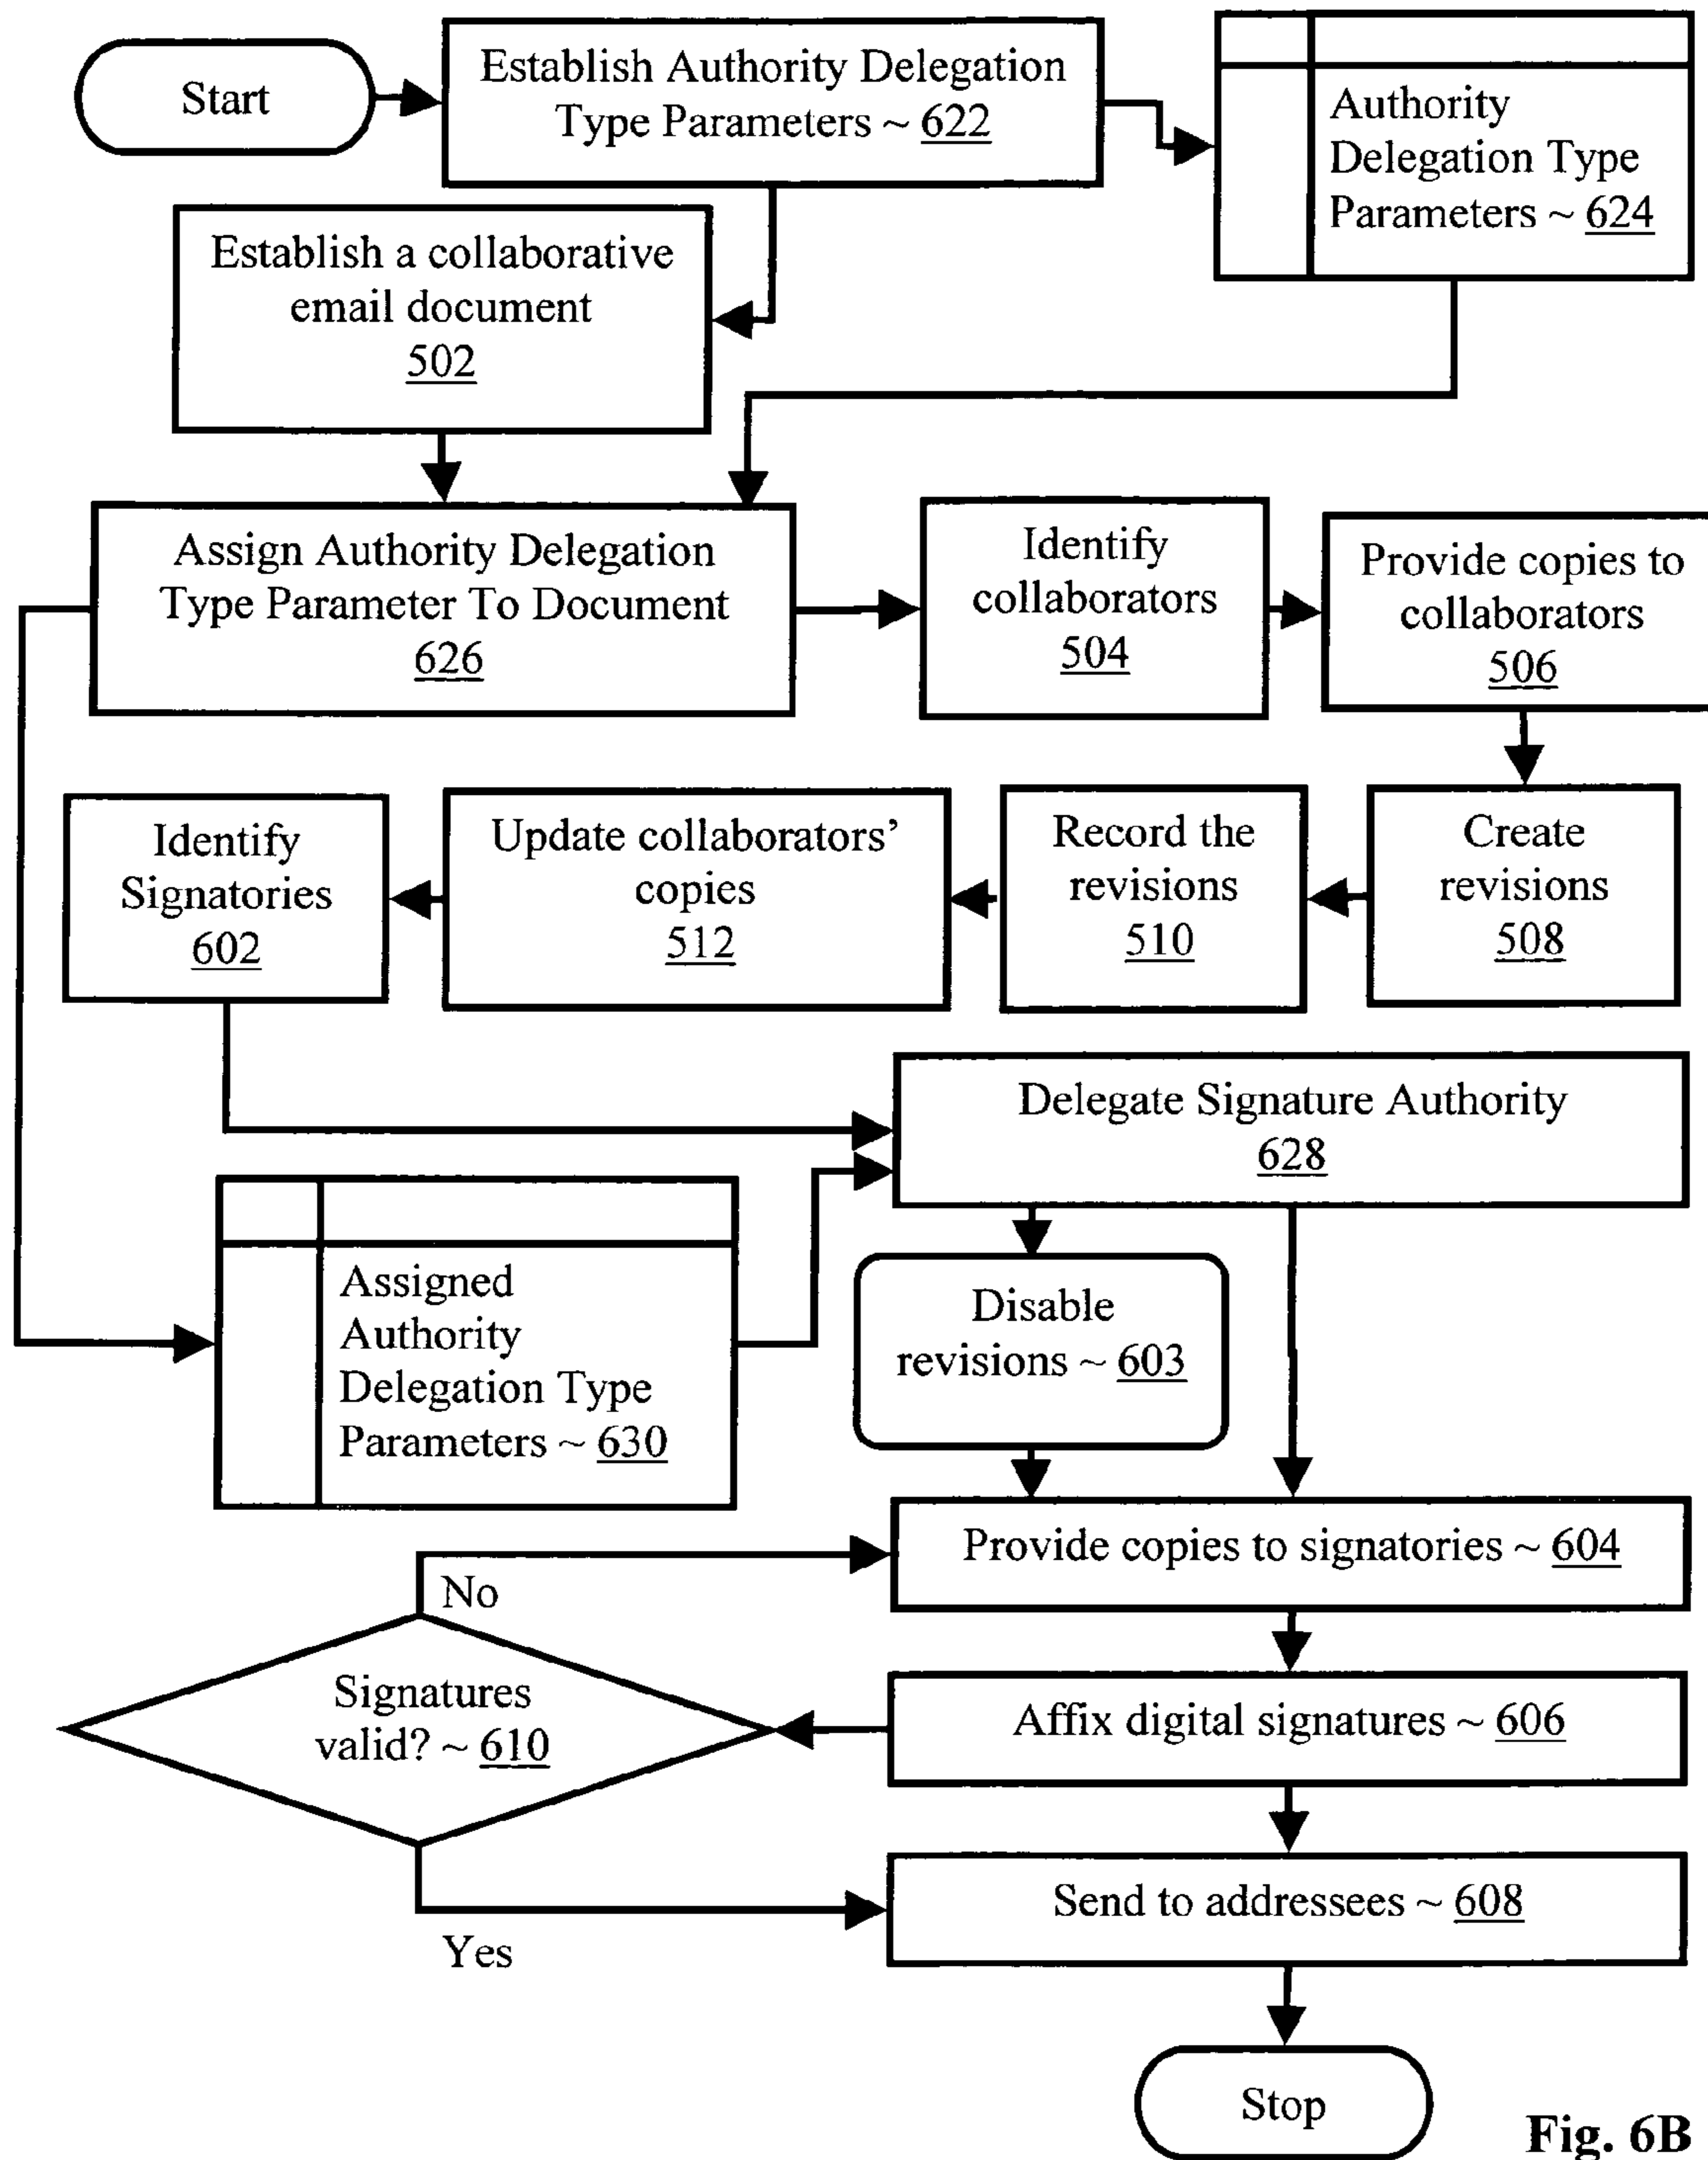 Start
Establish Authority Delegation
Type Parameters ~ 622
Authority
Delegation Type
Parameters ~ 624
Establish a collaborative
email document
502
Assign Authority Delegation
Type Parameter To Document
626
Identify
collaborators
504
Provide copies to
collaborators
506
Identify
Signatories
602
Update collaborators’
copies
512
Record the
revisions
510
Create
revisions
508
Delegate Signature Authority
628
Assigned
Authority
Delegation Type
Parameters ~ 630
Disable
revisions ~ 603
Provide copies to signatories ~ 604
No
Signatures
valid? ~ 610
Affix digital signatures ~ 606
Send to addressees ~ 608
Yes
Stop
Fig. 6B